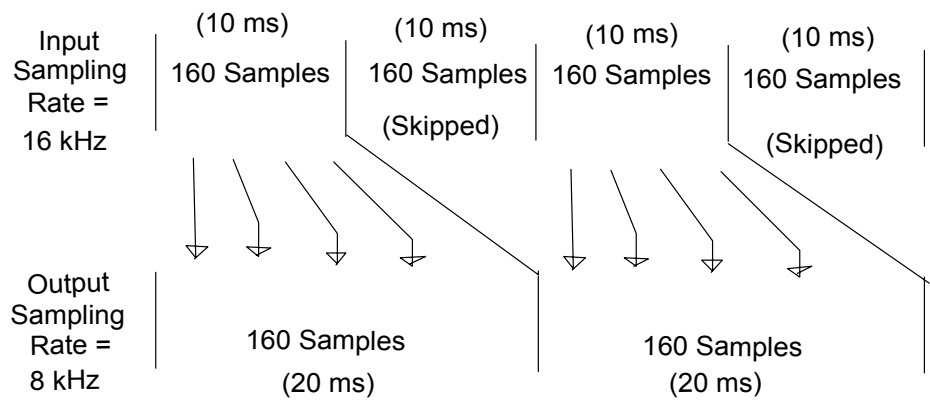 Input
Sampling
Rate =
16 kHz
(10 ms)
160 Samples
(10 ms)
160 Samples
(Skipped)
(10 ms)
160 Samples
(10 ms)
160 Samples
(Skipped)
Output
Sampling
Rate =
8 kHz
160 Samples
(20 ms)
160 Samples
(20 ms)